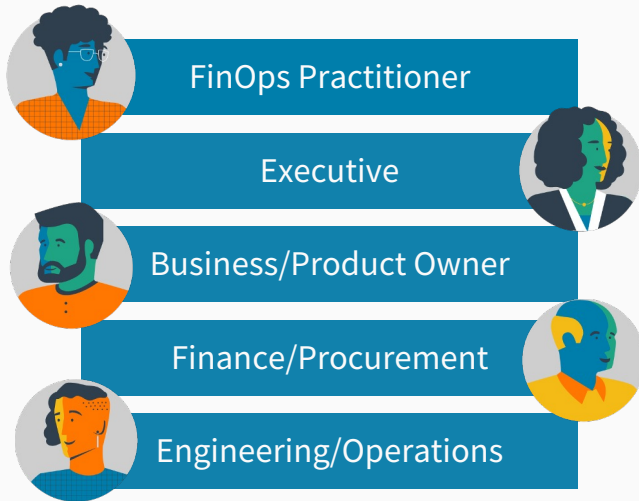 FinOps Practitioner
Executive
Business/Product Owner
Finance/Procurement
Engineering/Operations